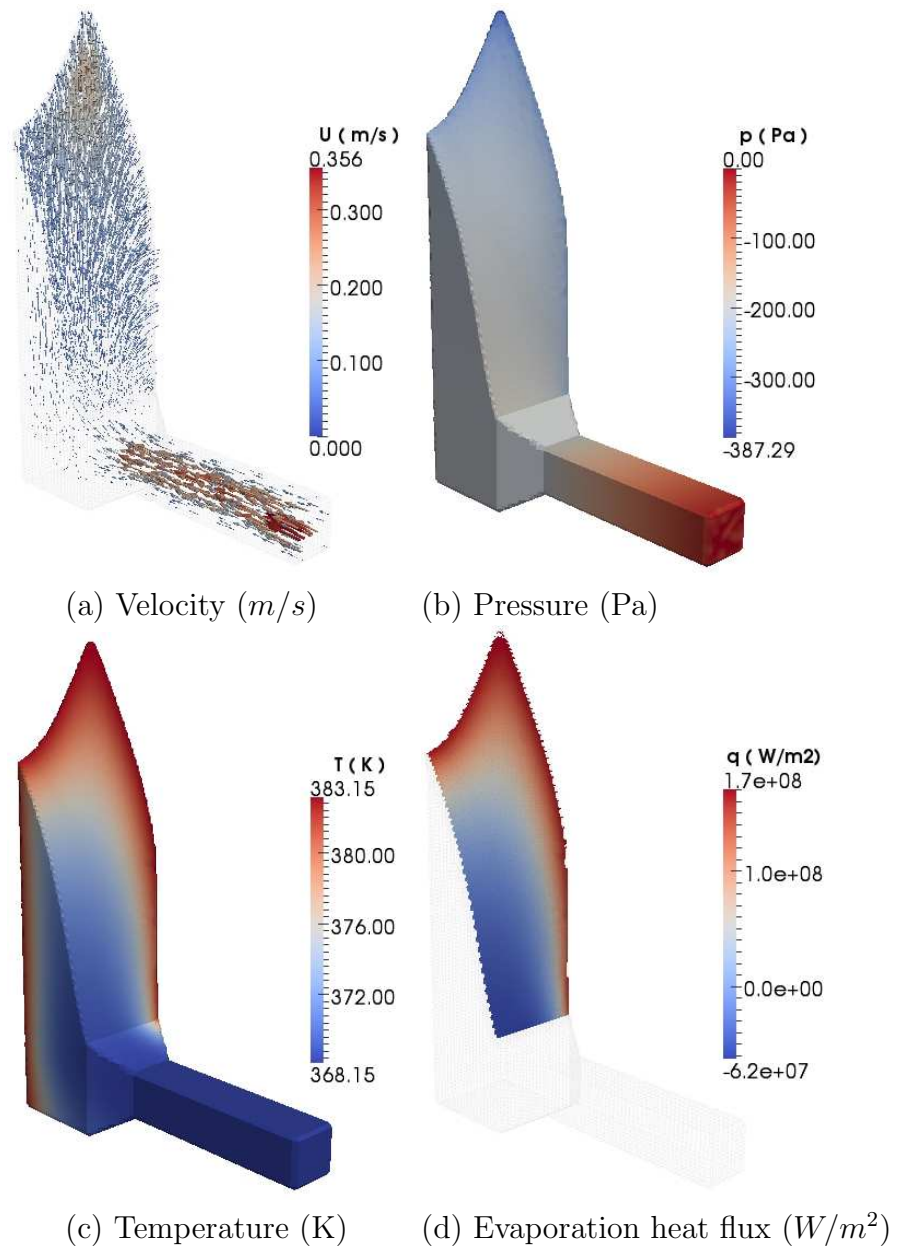 U ( m/s)
0.356
0.300
0.200
0.100
0.000
p ( Pa)
0.00
-100.00
-200.00
-300.00
-387.29
(a) Velocity (m/s)
(b) Pressure (Pa)
T ( K)
383.15
380.00
376.00
372.00
368.15
q ( W/m2)
1.7e+08
1.0e+08
0.0e+00
-6.2e+07
(c) Temperature (K)
(d) Evaporation heat flux (W/m²)